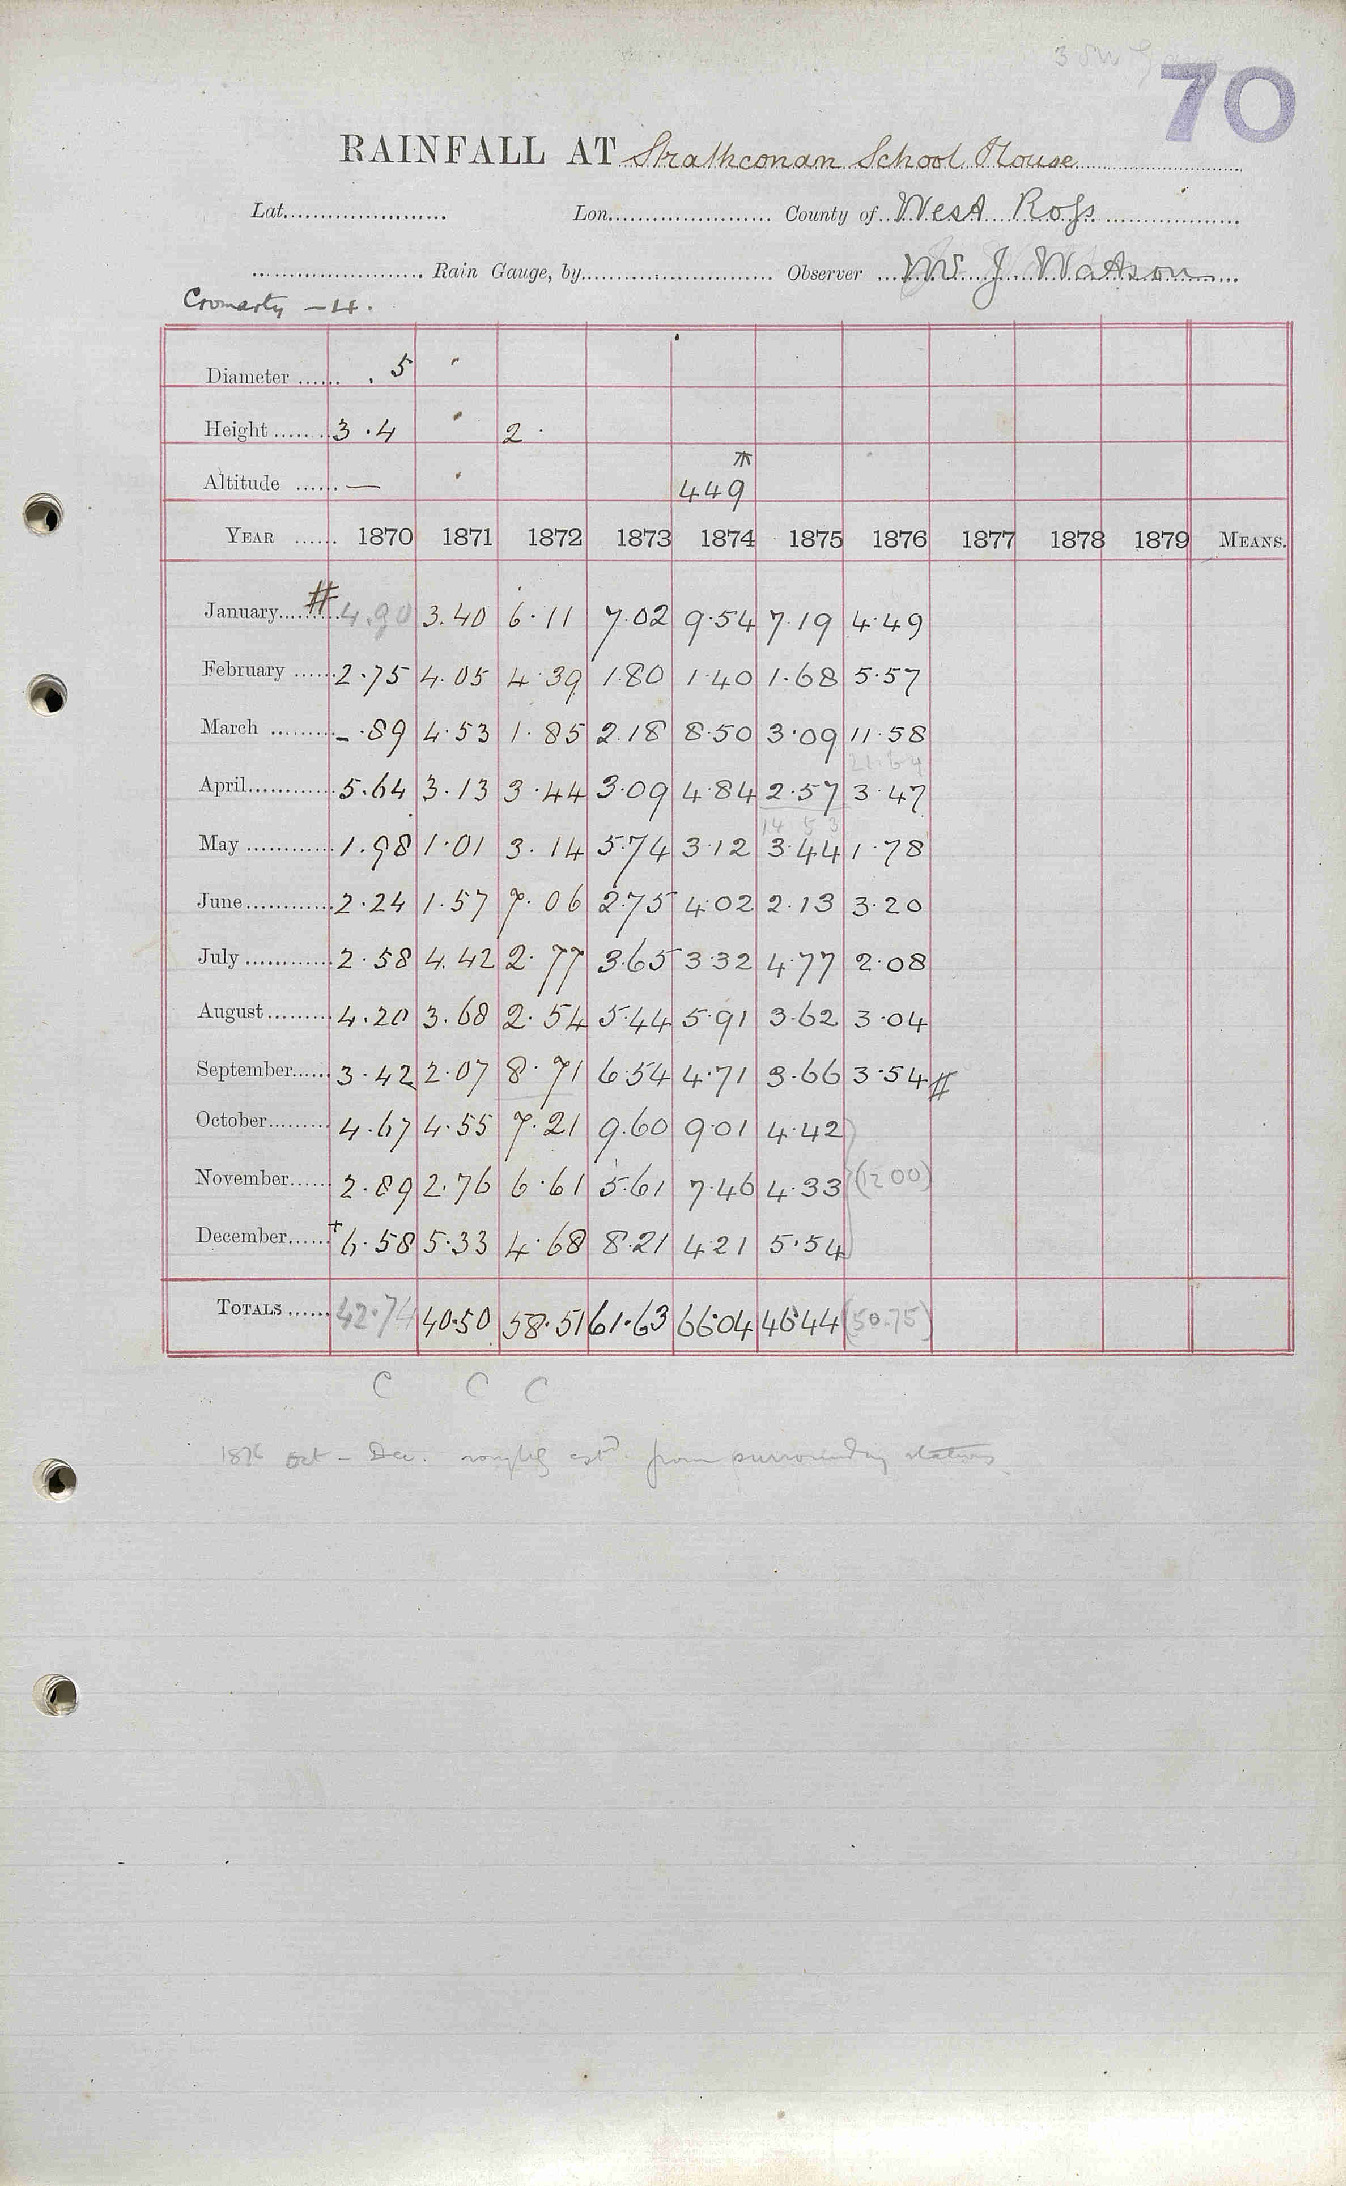 70
RAINFALL AT Strathconan School House
Lat. Lon. County of West Ross
Rain Gauge, by Observer Mr J Watson
Cromarty - 4.
Diameter . 5
Height 3 . 4 2
Altitude — 449
YEAR 1870 1871 1872 1873 1874 1875 1876 1877 1878 1879 MEANS.
January # 4.90 3.40 6.11 7.02 9.54 7.19 4.49
February 2.75 4.05 4.39 1.80 1.40 1.68 5.57
March - .89 4.53 1.85 2.18 8.50 3.09 11.58
21.64
April 5.64 3.13 3.44 3.09 4.84 2.57 3.47
14 5 3
May 1.98 1.01 3.14 5.74 3.12 3.44 1.78
June 2.24 1.57 7.06 2.75 4.02 2.13 3.20
July 2.58 4.42 2.77 3.65 3.32 4.77 2.08
August 4.20 3.68 2.54 5.44 5.91 3.62 3.04
September 3.42 2.07 8.71 6.54 4.71 3.66 3.54 #
October 4.67 4.55 7.21 9.60 9.01 4.42
November 2.89 2.76 6.61 5.61 7.46 4.33 (12 00)
December + 6.58 5.33 4.68 8.21 4.21 5.54
TOTALS 42.74 40.50 58.51 61.63 66.04 46.44 (50.75)
C C C
1876 Oct - Dec. roughly estd from surrounding stations